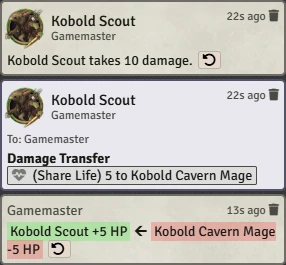 Kobold Scout 22s ago
Gamemaster
Kobold Scout takes 10 damage.
Kobold Scout 22s ago
Gamemaster
To: Gamemaster
Damage Transfer
(Share Life) 5 to Kobold Cavern Mage
Gamemaster 13s ago
Kobold Scout +5 HP ← Kobold Cavern Mage
-5 HP